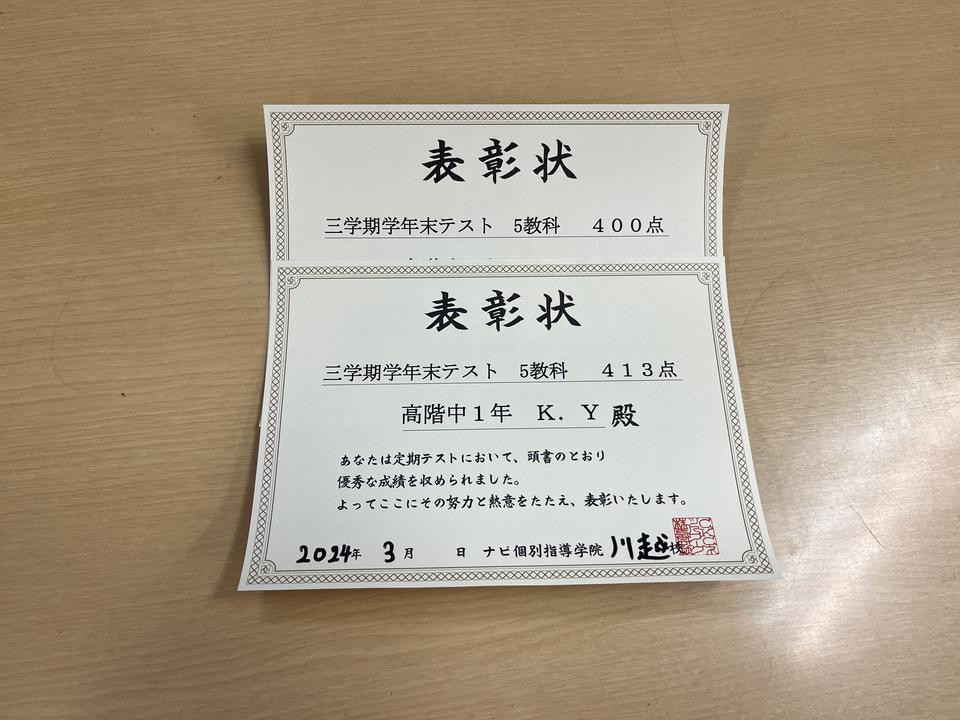 表彰状
三学期学年末テスト 5教科 400点
表彰状
三学期学年末テスト 5教科 413点
高階中1年 K.Y殿
あなたは定期テストにおいて、頭書のとおり
優秀な成績を収められました。
よってここにその努力と熱意をたたえ、表彰いたします。
2024年 3月 日 ナビ個別指導学院 川越校